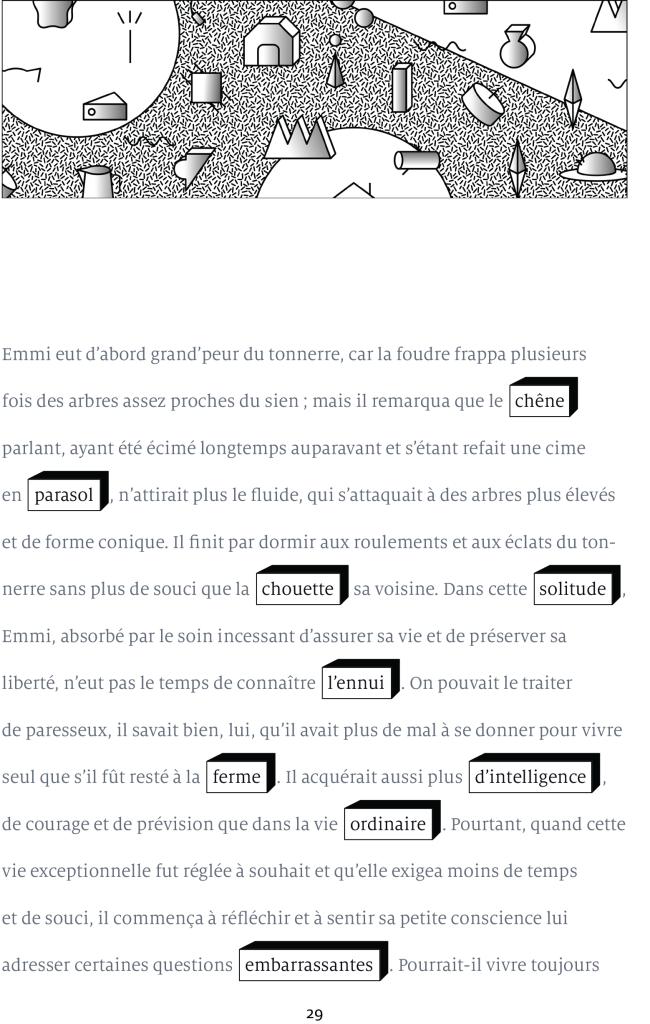 Emmi eut d’abord grand’peur du tonnerre, car la foudre frappa plusieurs
fois des arbres assez proches du sien ; mais il remarqua que le chêne
parlant, ayant été écimé longtemps auparavant et s’étant refait une cime
en parasol, n’attirait plus le fluide, qui s’attaquait à des arbres plus élevés
et de forme conique. Il finit par dormir aux roulements et aux éclats du ton-
nerre sans plus de souci que la chouette sa voisine. Dans cette solitude,
Emmi, absorbé par le soin incessant d’assurer sa vie et de préserver sa
liberté, n’eut pas le temps de connaître l’ennui. On pouvait le traiter
de paresseux, il savait bien, lui, qu’il avait plus de mal à se donner pour vivre
seul que s’il fût resté à la ferme. Il acquérait aussi plus d’intelligence,
de courage et de prévision que dans la vie ordinaire. Pourtant, quand cette
vie exceptionnelle fut réglée à souhait et qu’elle exigea moins de temps
et de souci, il commença à réfléchir et à sentir sa petite conscience lui
adresser certaines questions embarrassantes. Pourrait-il vivre toujours
29